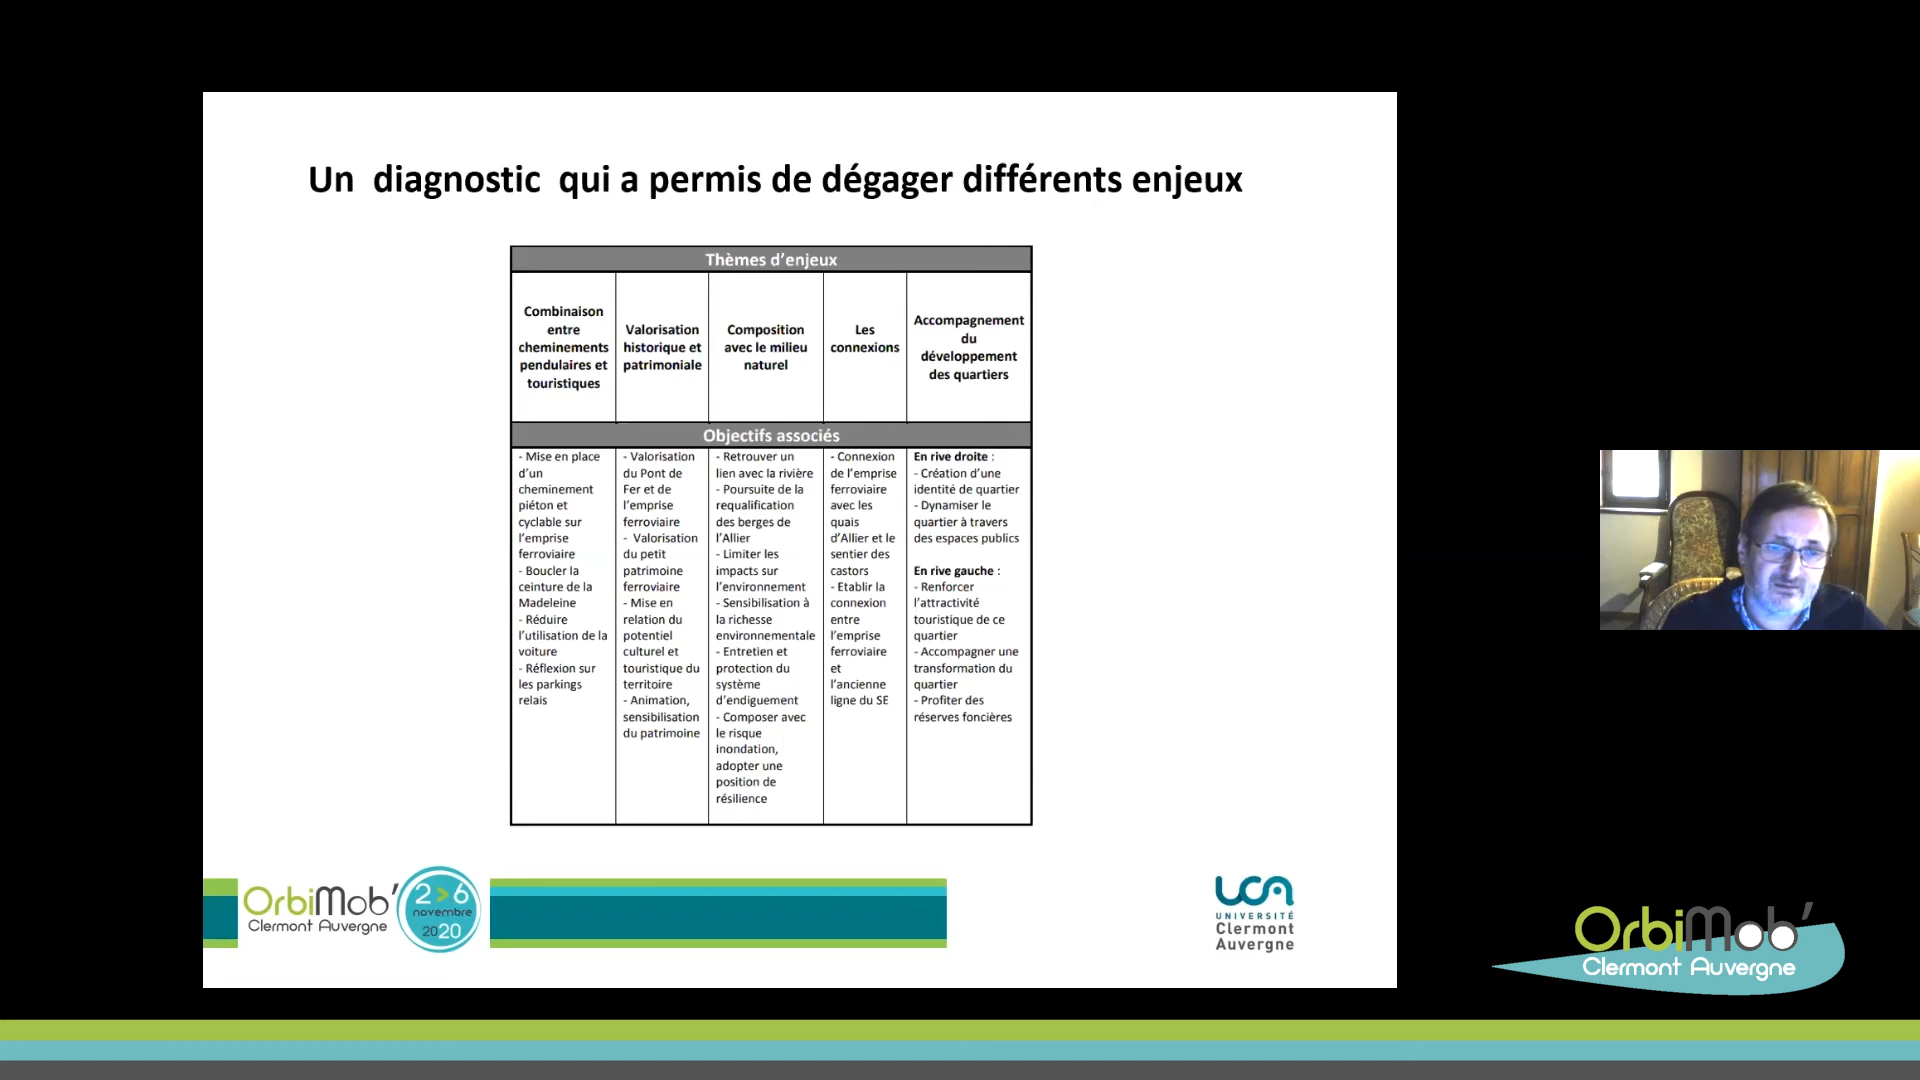 Un  diagnostic  qui a permis de dégager différents enjeux
Thèmes d’enjeux
Combinaison
entre
cheminements
pendulaires et
touristiques
Valorisation
historique et
patrimoniale
Composition
avec le milieu
naturel
Les
connexions
Accompagnement
du
développement
des quartiers
Objectifs associés
- Mise en place
d’un
cheminement
piéton et
cyclable sur
l’emprise
ferroviaire
- Boucler la
ceinture de la
Madeleine
- Réduire
l’utilisation de la
voiture
- Réflexion sur
les parkings
relais
- Valorisation
du Pont de
Fer et de
l’emprise
ferroviaire
-  Valorisation
du petit
patrimoine
ferroviaire
- Mise en
relation du
potentiel
culturel et
touristique du
territoire
- Animation,
sensibilisation
du patrimoine
- Retrouver un
lien avec la rivière
- Poursuite de la
requalification
des berges de
l’Allier
- Limiter les
impacts sur
l’environnement
- Sensibilisation à
la richesse
environnementale
- Entretien et
protection du
système
d’endiguement
- Composer avec
le risque
inondation,
adopter une
position de
résilience
- Connexion
de l’emprise
ferroviaire
avec les
quais
d’Allier et le
sentier des
castors
- Etablir la
connexion
entre
l’emprise
ferroviaire
et
l’ancienne
ligne du SE
En rive droite :
- Création d’une
identité de quartier
- Dynamiser le
quartier à travers
des espaces publics
En rive gauche :
- Renforcer
l’attractivité
touristique de ce
quartier
- Accompagner une
transformation du
quartier
- Profiter des
réserves foncières
OrbiMob’
Clermont Auvergne
2>6
novembre
2020
UCA
UNIVERSITÉ
Clermont
Auvergne
OrbiMob’
Clermont Auvergne